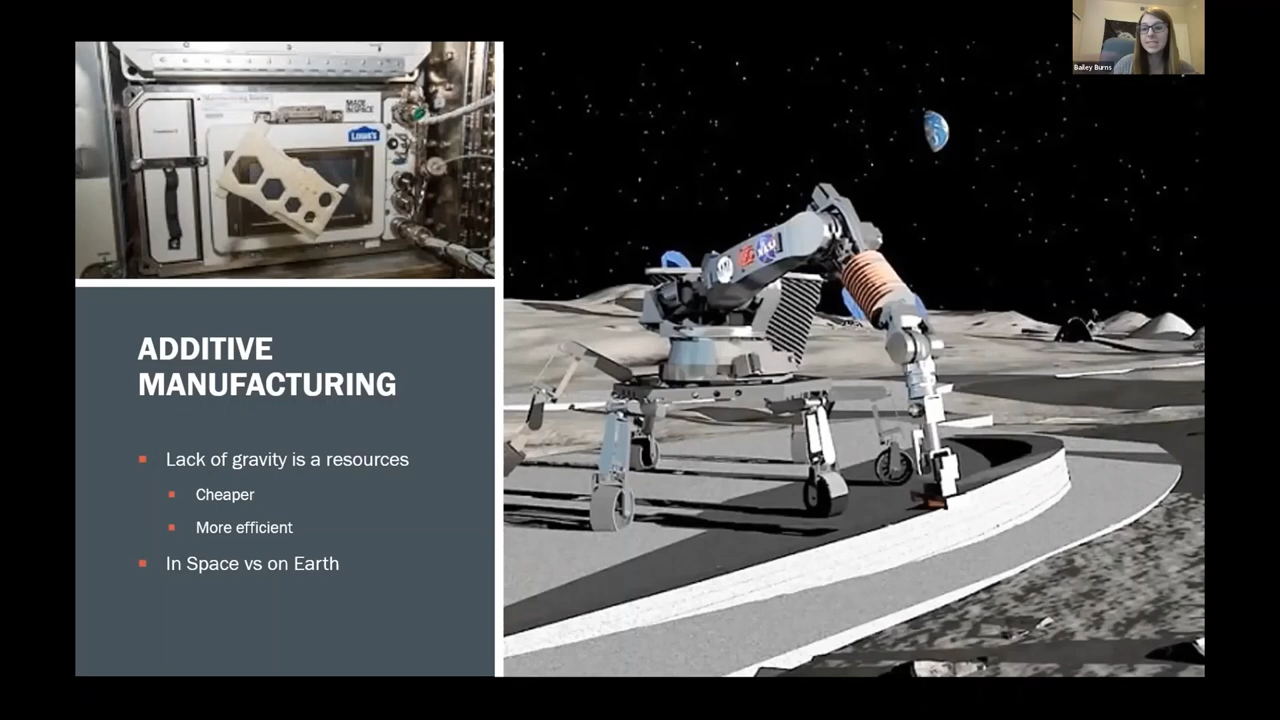 Bailey Burns
MADE
IN SPACE
LOWE'S
NASA
ADDITIVE
MANUFACTURING
Lack of gravity is a resources
Cheaper
More efficient
In Space vs on Earth